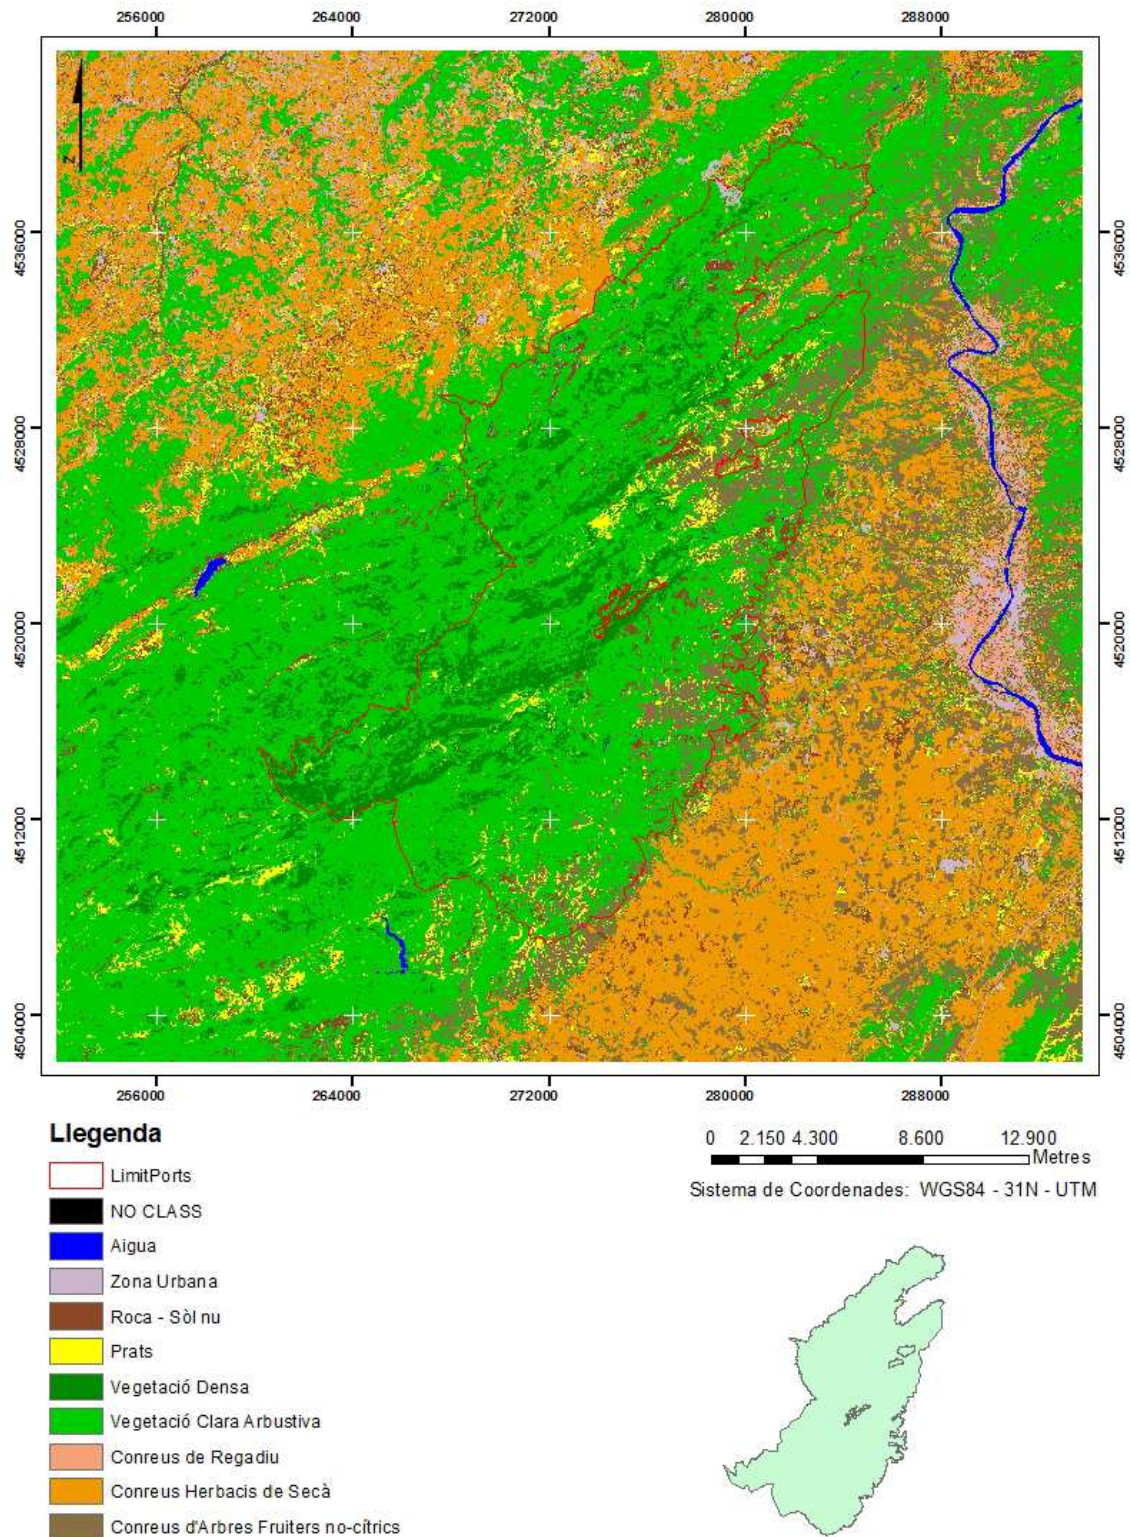 256000 264000 272000 280000 288000
N
4536000 4536000
4528000 4528000
4520000 4520000
4512000 4512000
4504000 4504000
256000 264000 272000 280000 288000
Llegenda
LimitPorts
NO CLASS
Aigua
Zona Urbana
Roca - Sòl nu
Prats
Vegetació Densa
Vegetació Clara Arbustiva
Conreus de Regadiu
Conreus Herbacis de Secà
Conreus d'Arbres Fruiters no-cítrics
0 2.150 4.300 8.600 12.900
Metres
Sistema de Coordenades: WGS84 - 31N - UTM